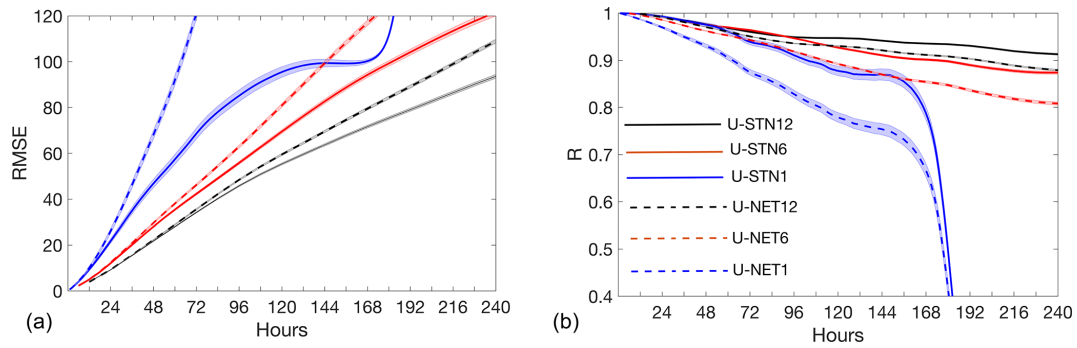 120
100
80
60
40
20
0
RMSE
24 48 72 96 120 144 168 192 216 240
Hours
(a)
1
0.9
0.8
0.7
0.6
0.5
0.4
R
U-STN12
U-STN6
U-STN1
U-NET12
U-NET6
U-NET1
24 48 72 96 120 144 168 192 216 240
Hours
(b)